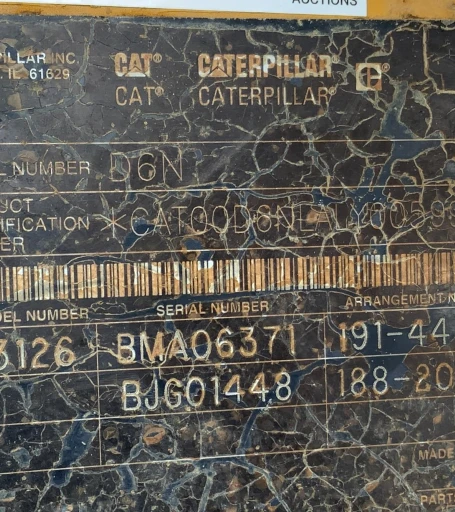 AUCTIONS
PILLAR INC. CAT® CATERPILLAR®
IL 61629
CAT® CATERPILLAR®
NUMBER D6N
UCT
IFICATION
ER
DEL NUMBER SERIAL NUMBER ARRANGEMENT N
3126 BMA06371 191-44
BJG01448 188-20
MADE
PART